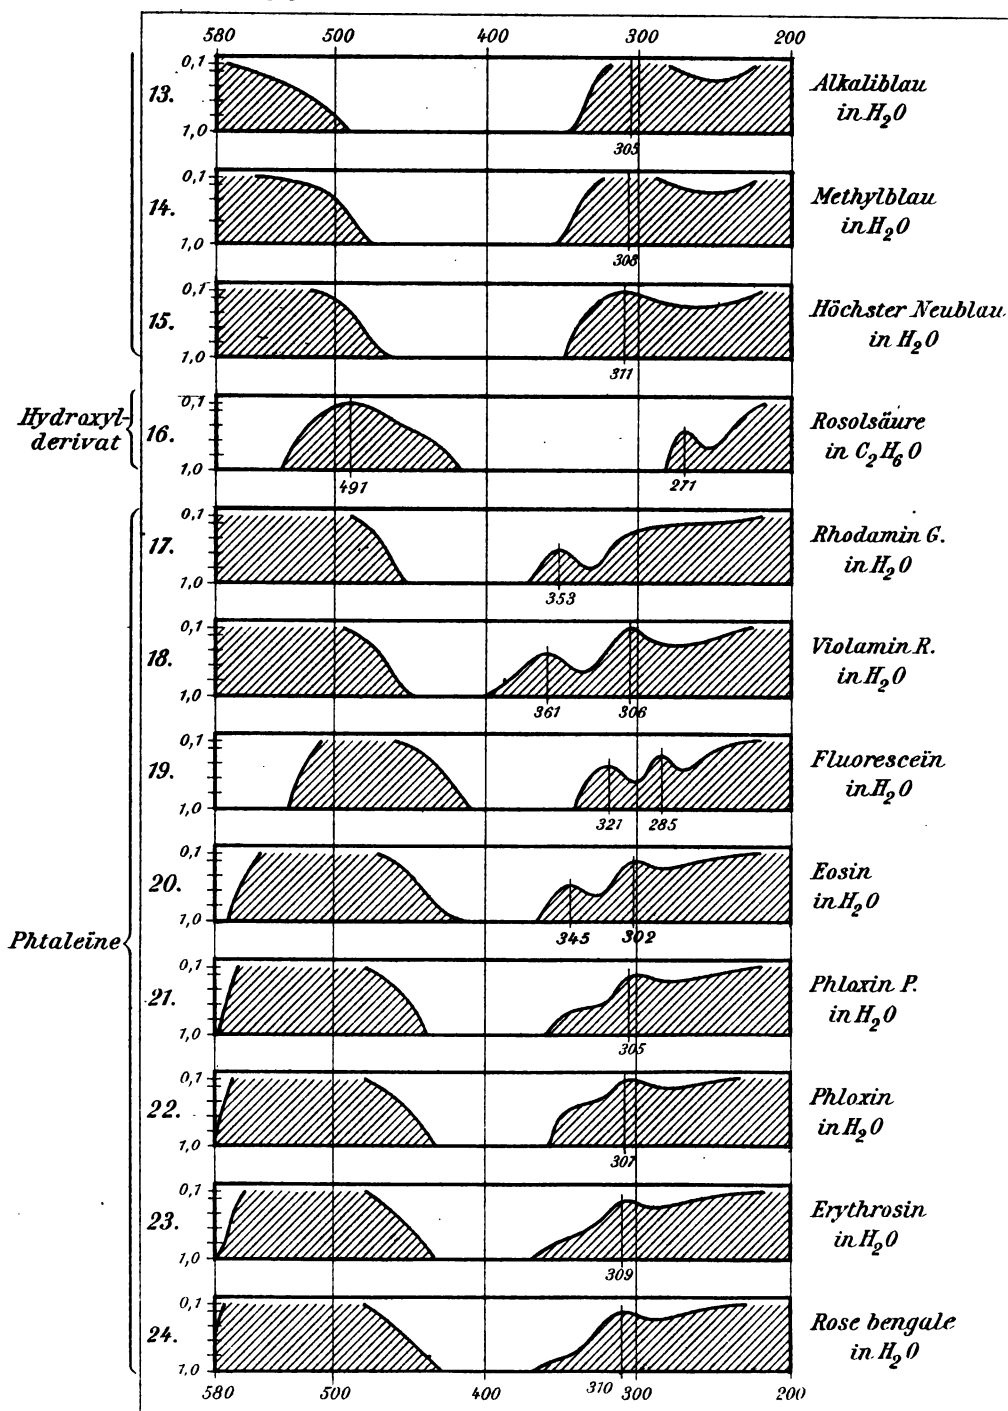 580 500 400 300 200
0,1
13.
1,0
305
Alkaliblau
in H₂O
0,1
14.
1,0
308
Methylblau
in H₂O
0,1
15.
1,0
311
Höchster Neublau
in H₂O
Hydroxyl-
derivat
0,1
16.
1,0
491 271
Rosolsäure
in C₂H₆O
Phtaleïne
0,1
17.
1,0
353
Rhodamin G.
in H₂O
0,1
18.
1,0
361 306
Violamin R.
in H₂O
0,1
19.
1,0
321 285
Fluoresceïn
in H₂O
0,1
20.
1,0
345 302
Eosin
in H₂O
0,1
21.
1,0
305
Phloxin P.
in H₂O
0,1
22.
1,0
307
Phloxin
in H₂O
0,1
23.
1,0
309
Erythrosin
in H₂O
0,1
24.
1,0
Rose bengale
in H₂O
580 500 400 310 300 200